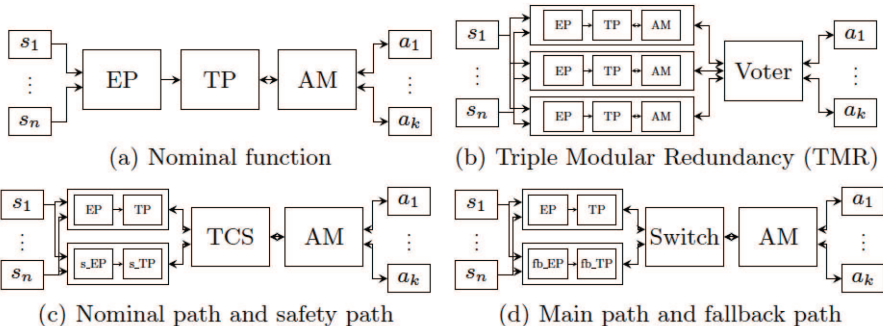 s₁
⋮
sₙ
EP
TP
AM
a₁
⋮
aₖ
(a) Nominal function
s₁
⋮
sₙ
EP TP AM
EP TP AM
EP TP AM
Voter
a₁
⋮
aₖ
(b) Triple Modular Redundancy (TMR)
s₁
⋮
sₙ
EP TP
s_EP s_TP
TCS
AM
a₁
⋮
aₖ
(c) Nominal path and safety path
s₁
⋮
sₙ
EP TP
fb_EP fb_TP
Switch
AM
a₁
⋮
aₖ
(d) Main path and fallback path